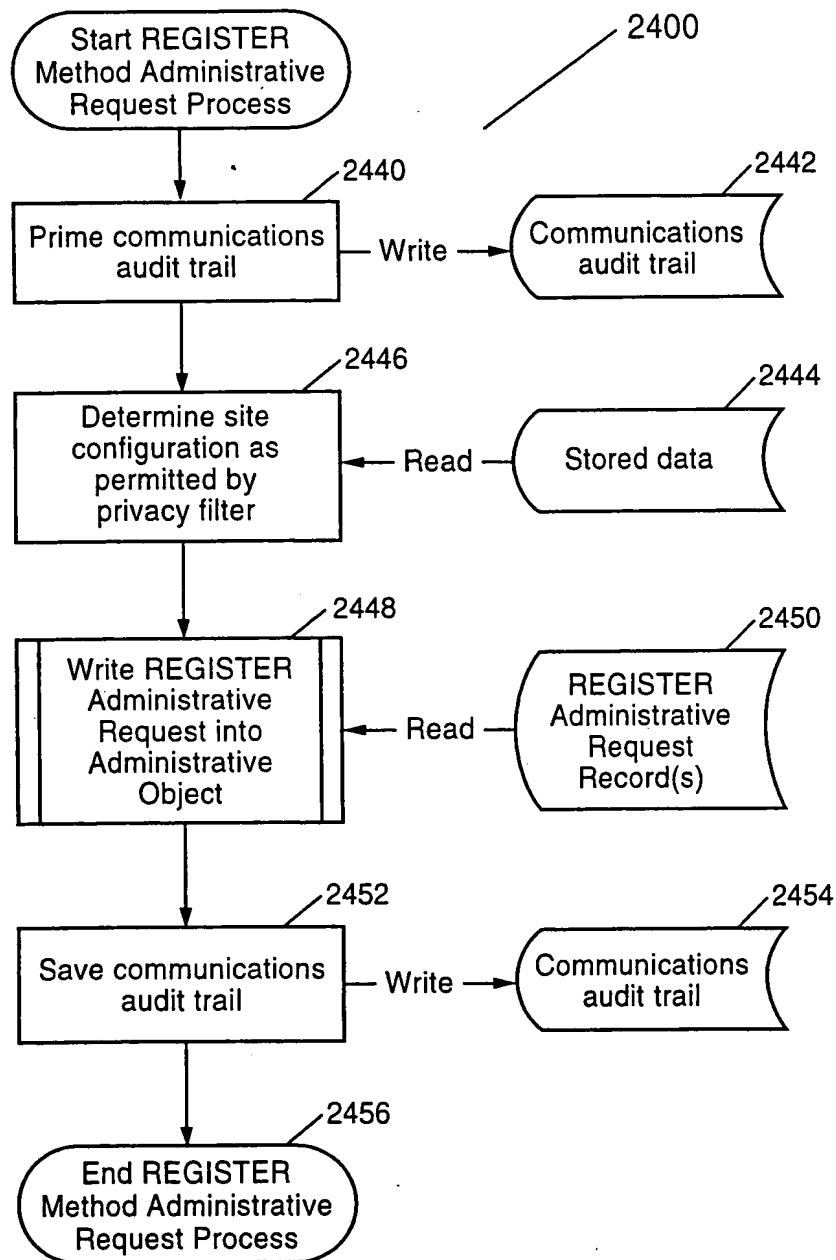 Start REGISTER
Method Administrative
Request Process
2400
2440
Prime communications
audit trail
Write
2442
Communications
audit trail
2446
Determine site
configuration as
permitted by
privacy filter
Read
2444
Stored data
2448
Write REGISTER
Administrative
Request into
Administrative
Object
Read
2450
REGISTER
Administrative
Request
Record(s)
2452
Save communications
audit trail
Write
2454
Communications
audit trail
2456
End REGISTER
Method Administrative
Request Process